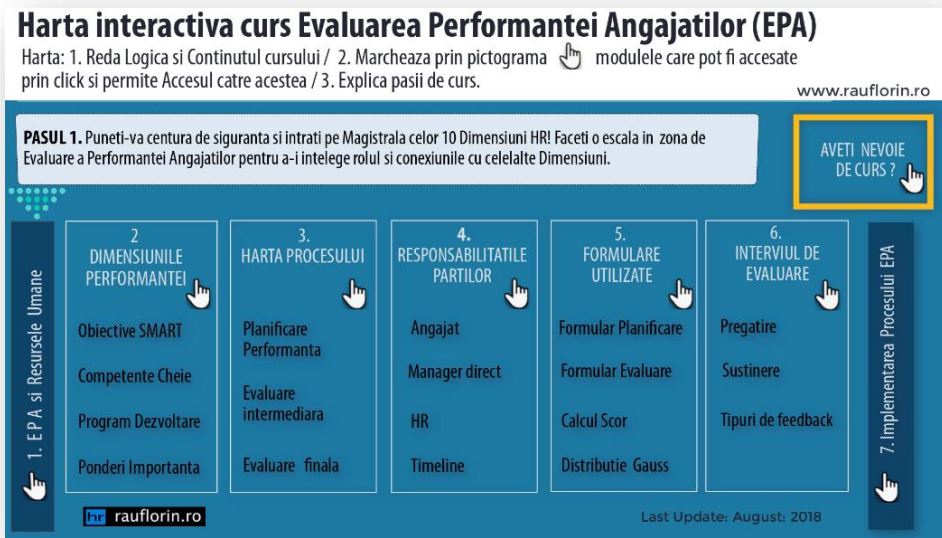 Harta interactiva curs Evaluarea Performantei Angajatilor (EPA)
Harta: 1. Reda Logica si Continutul cursului / 2. Marcheaza prin pictograma modulele care pot fi accesate
prin click si permite Accesul catre acestea / 3. Explica pasii de curs.
www.rauflorin.ro
PASUL 1. Puneti-va centura de siguranta si intrati pe Magistrala celor 10 Dimensiuni HR! Faceti o escala in zona de
Evaluare a Performantei Angajatilor pentru a-i intelege rolul si conexiunile cu celelalte Dimensiuni.
AVETI NEVOIE
DE CURS ?
1. E P A si Resursele Umane
2
DIMENSIUNILE
PERFORMANTEI
Obiective SMART
Competente Cheie
Program Dezvoltare
Ponderi Importanta
3.
HARTA PROCESULUI
Planificare
Performanta
Evaluare
intermediara
Evaluare finala
4.
RESPONSABILITATILE
PARTILOR
Angajat
Manager direct
HR
Timeline
5.
FORMULARE
UTILIZATE
Formular Planificare
Formular Evaluare
Calcul Scor
Distributie Gauss
6.
INTERVIUL DE
EVALUARE
Pregatire
Sustinere
Tipuri de feedback
7. Implementarea Procesului EPA
hr rauflorin.ro
Last Update: August: 2018